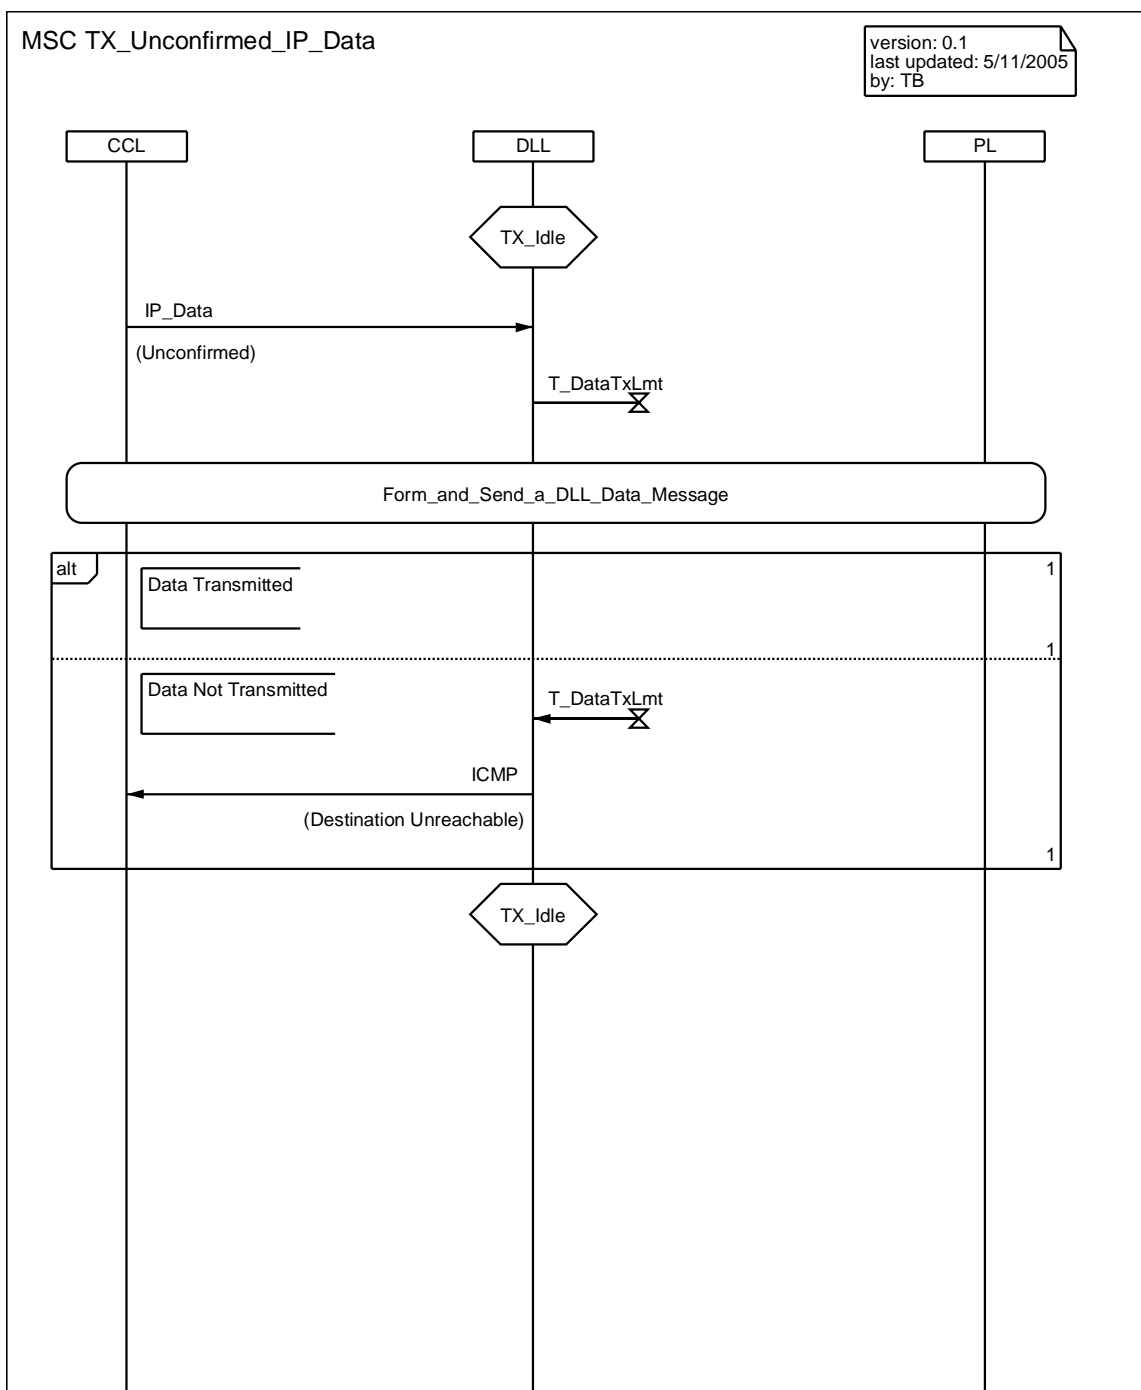 MSC TX_Unconfirmed_IP_Data
version: 0.1
last updated: 5/11/2005
by: TB
CCL
DLL
PL
TX_Idle
IP_Data
(Unconfirmed)
T_DataTxLmt
Form_and_Send_a_DLL_Data_Message
alt
1
Data Transmitted
1
Data Not Transmitted
T_DataTxLmt
ICMP
(Destination Unreachable)
1
TX_Idle